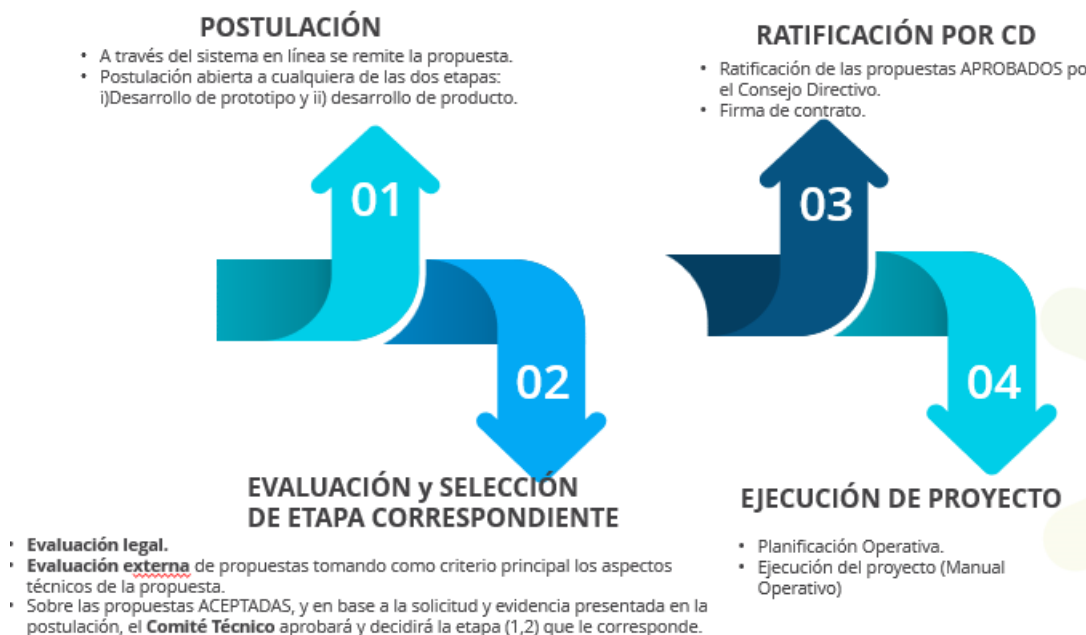 POSTULACIÓN
• A través del sistema en línea se remite la propuesta.
• Postulación abierta a cualquiera de las dos etapas:
i)Desarrollo de prototipo y ii) desarrollo de producto.
01
02
EVALUACIÓN y SELECCIÓN
DE ETAPA CORRESPONDIENTE
• Evaluación legal.
• Evaluación externa de propuestas tomando como criterio principal los aspectos
técnicos de la propuesta.
• Sobre las propuestas ACEPTADAS, y en base a la solicitud y evidencia presentada en la
postulación, el Comité Técnico aprobará y decidirá la etapa (1,2) que le corresponde.
RATIFICACIÓN POR CD
• Ratificación de las propuestas APROBADOS po
el Consejo Directivo.
• Firma de contrato.
03
04
EJECUCIÓN DE PROYECTO
• Planificación Operativa.
• Ejecución del proyecto (Manual
Operativo)